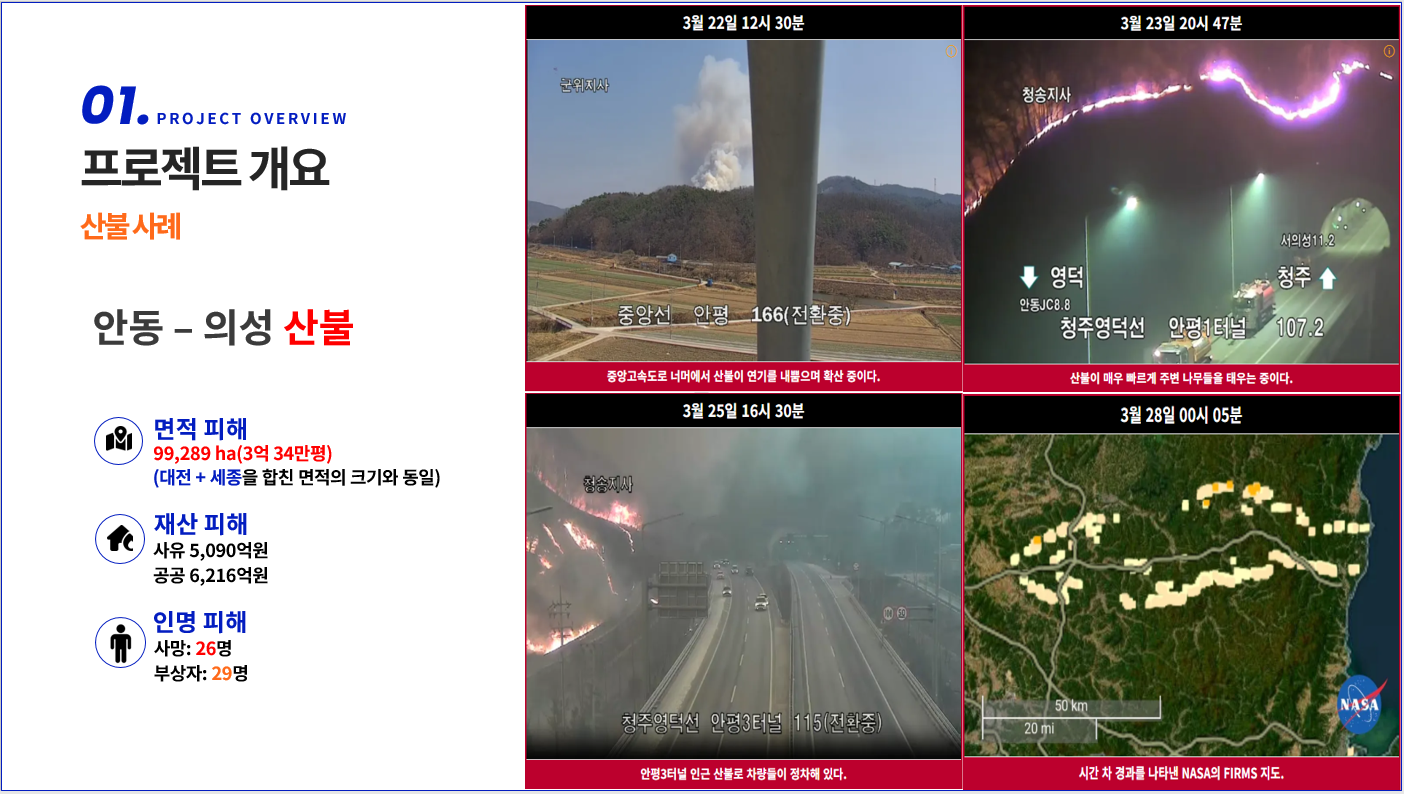 01. PROJECT OVERVIEW
프로젝트 개요
산불 사례
안동 – 의성 산불
면적 피해
99,289 ha(3억 34만평)
(대전 + 세종을 합친 면적의 크기와 동일)
재산 피해
사유 5,090억원
공공 6,216억원
인명 피해
사망: 26명
부상자: 29명
3월 22일 12시 30분
군위지사
중앙선 안평 166(전환중)
중앙고속도로 너머에서 산불이 연기를 내뿜으며 확산 중이다.
3월 23일 20시 47분
청송지사
서의성11.2
영덕
청주
안동JC8.8
청주영덕선 안평1터널 107.2
산불이 매우 빠르게 주변 나무들을 태우는 중이다.
3월 25일 16시 30분
청송지사
청주영덕선 안평3터널 115(전환중)
안평3터널 인근 산불로 차량들이 정차해 있다.
3월 28일 00시 05분
50 km
20 mi
NASA
시간 차 경과를 나타낸 NASA의 FIRMS 지도.